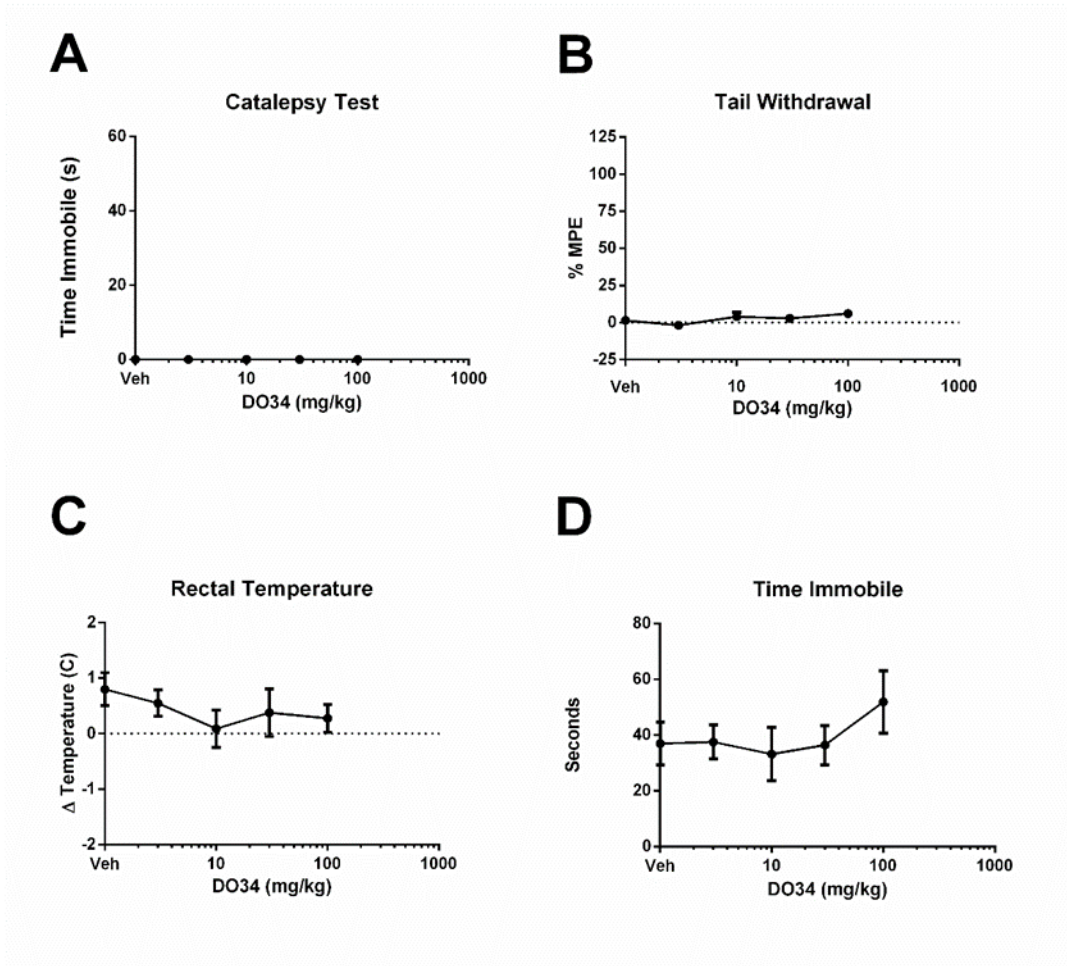 A
Catalepsy Test
Time Immobile (s)
60
40
20
0
Veh
10
100
1000
DO34 (mg/kg)
B
Tail Withdrawal
% MPE
125
100
75
50
25
0
-25
Veh
10
100
1000
DO34 (mg/kg)
C
Rectal Temperature
Δ Temperature (C)
2
1
0
-1
-2
Veh
10
100
1000
DO34 (mg/kg)
D
Time Immobile
Seconds
80
60
40
20
0
Veh
10
100
1000
DO34 (mg/kg)